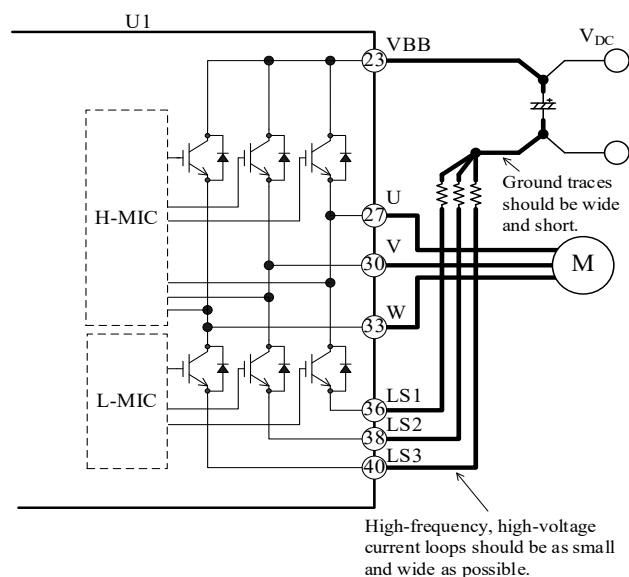 U1
23
VBB
V_DC
H-MIC
Ground traces
should be wide
and short.
27
U
30
V
M
33
W
L-MIC
36
LS1
38
LS2
40
LS3
High-frequency, high-voltage
current loops should be as small
and wide as possible.